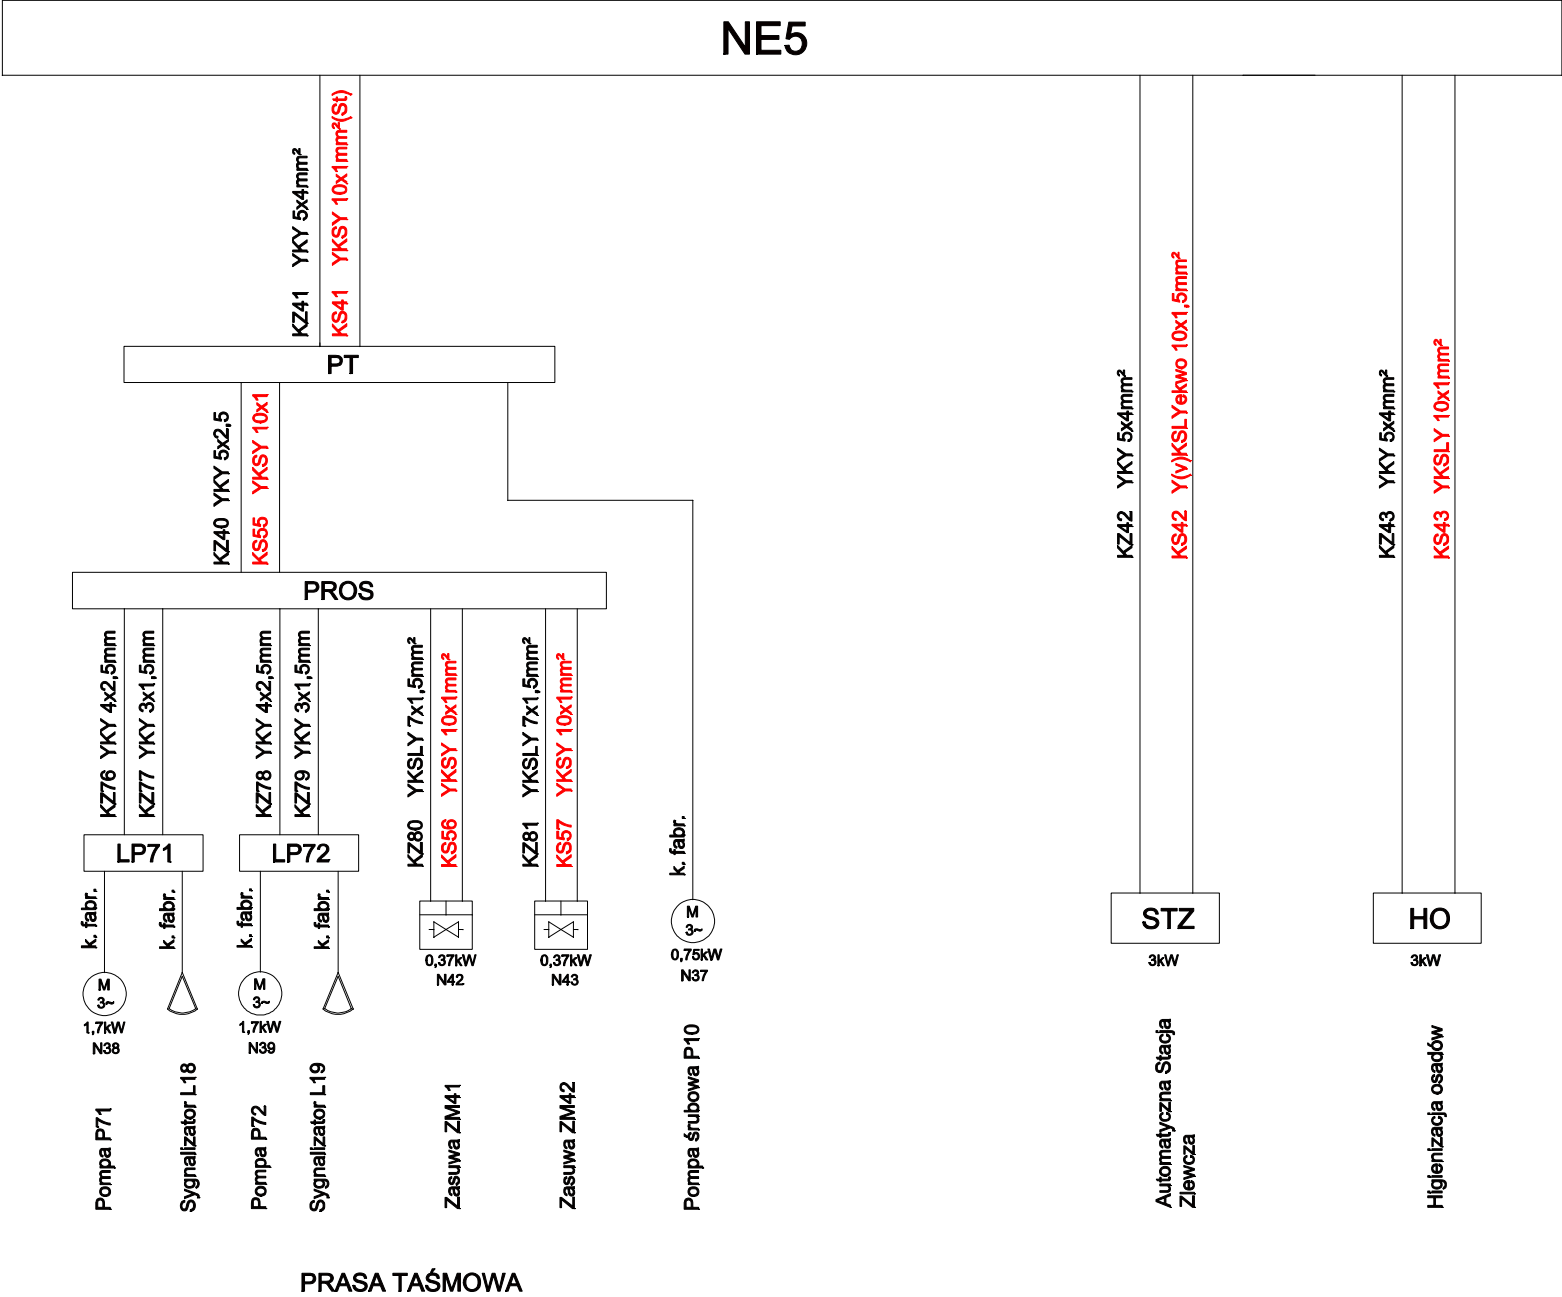 NE5
KZ41 YKY 5x4mm²
KS41 YKSY 10x1mm²(St)
KZ42 YKY 5x4mm²
KS42 Y(v)KSLYekwo 10x1,5mm²
KZ43 YKY 5x4mm²
KS43 YKSLY 10x1mm²
PT
KZ40 YKY 5x2,5
KS55 YKSY 10x1
PROS
KZ76 YKY 4x2,5mm
KZ77 YKY 3x1,5mm
KZ78 YKY 4x2,5mm
KZ79 YKY 3x1,5mm
KZ80 YKSLY 7x1,5mm²
KS56 YKSY 10x1mm²
KZ81 YKSLY 7x1,5mm²
KS57 YKSY 10x1mm²
k. fabr.
LP71
LP72
k. fabr.
k. fabr.
k. fabr.
k. fabr.
M
3~
1,7kW
N38
M
3~
1,7kW
N39
0,37kW
N42
0,37kW
N43
M
3~
0,75kW
N37
STZ
3kW
HO
3kW
Pompa P71
Sygnalizator L18
Pompa P72
Sygnalizator L19
Zasuwa ZM41
Zasuwa ZM42
Pompa śrubowa P10
Automatyczna Stacja
Zlewcza
Higienizacja osadów
PRASA TAŚMOWA